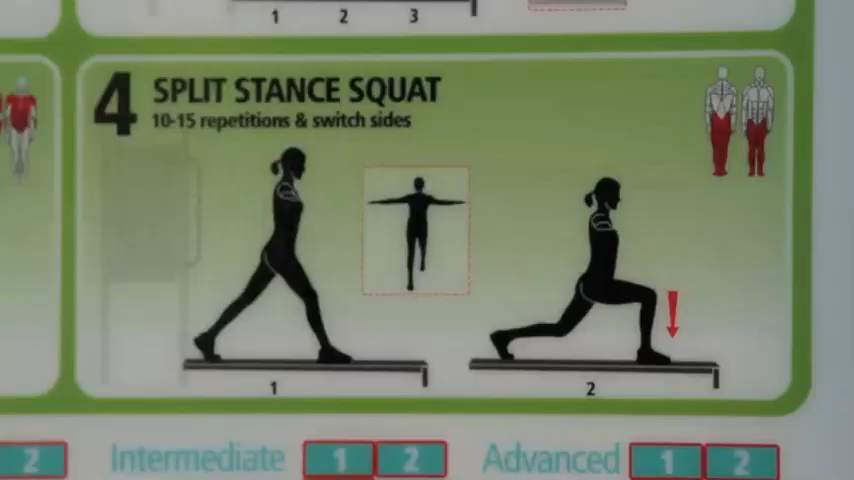 1 2 3
4 SPLIT STANCE SQUAT
10-15 repetitions & switch sides
1 2
2 Intermediate 1 2 Advanced 1 2